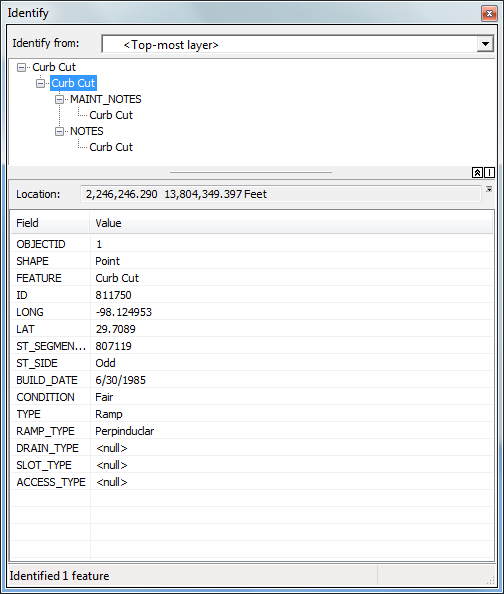 Identify
Identify from: <Top-most layer>
Curb Cut
Curb Cut
MAINT_NOTES
Curb Cut
NOTES
Curb Cut
Location: 2,246,246.290 13,804,349.397 Feet
Field Value
OBJECTID 1
SHAPE Point
FEATURE Curb Cut
ID 811750
LONG -98.124953
LAT 29.7089
ST_SEGMEN... 807119
ST_SIDE Odd
BUILD_DATE 6/30/1985
CONDITION Fair
TYPE Ramp
RAMP_TYPE Perpinduclar
DRAIN_TYPE <null>
SLOT_TYPE <null>
ACCESS_TYPE <null>
Identified 1 feature